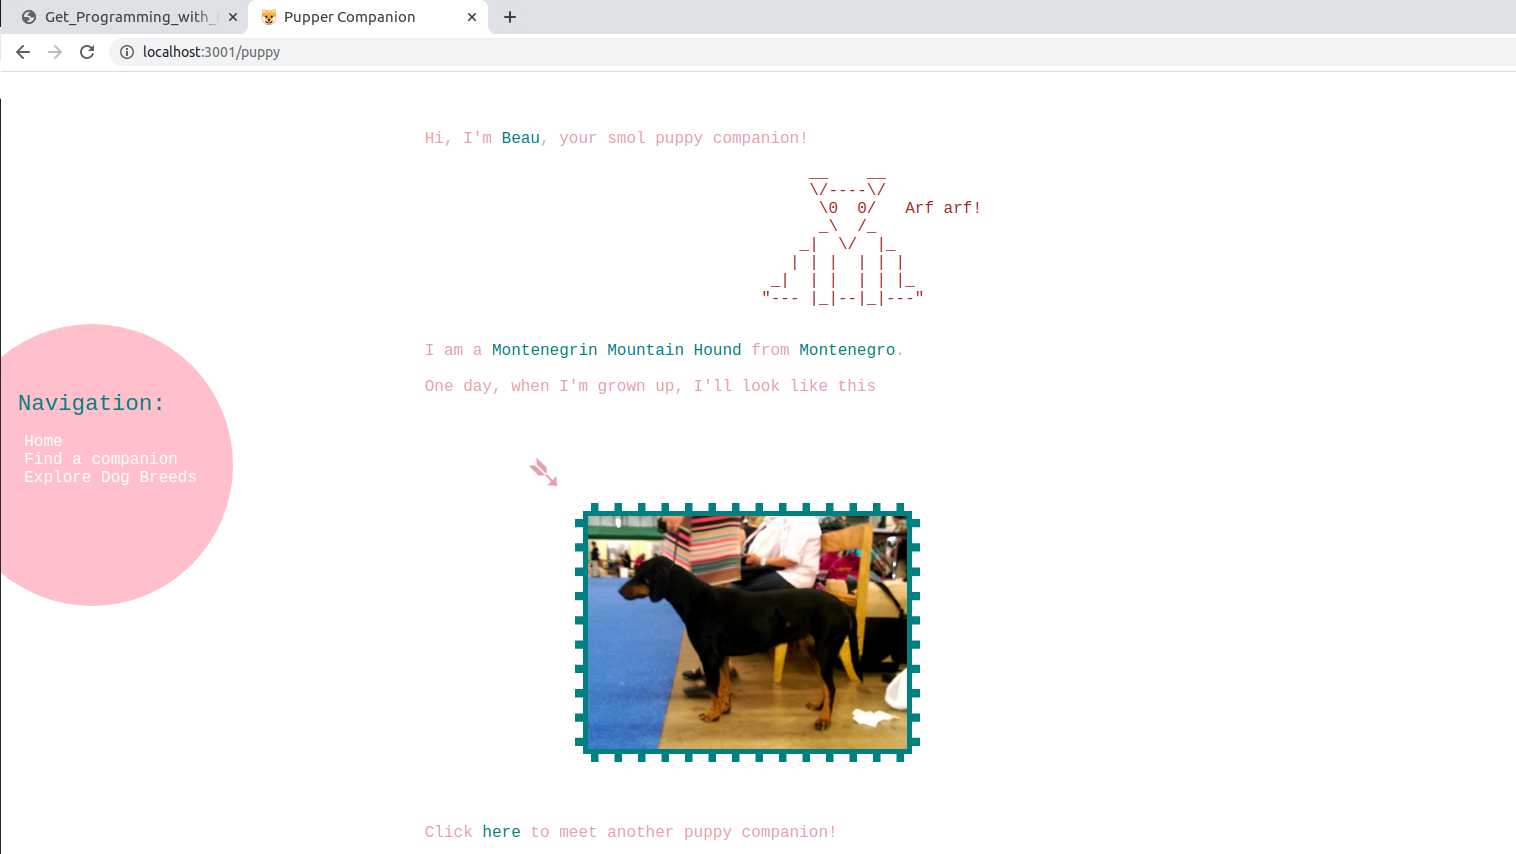 Get_Programming_with_
Pupper Companion
localhost:3001/puppy
Hi, I'm Beau, your smol puppy companion!
__    __
\/----\/
\0  0/   Arf arf!
_\  /_
_|  \/  |_
| | |  | | |
_|  | |  | | |_
"--- |_|--|_|---"
I am a Montenegrin Mountain Hound from Montenegro.
One day, when I'm grown up, I'll look like this
Navigation:
Home
Find a companion
Explore Dog Breeds
Click here to meet another puppy companion!